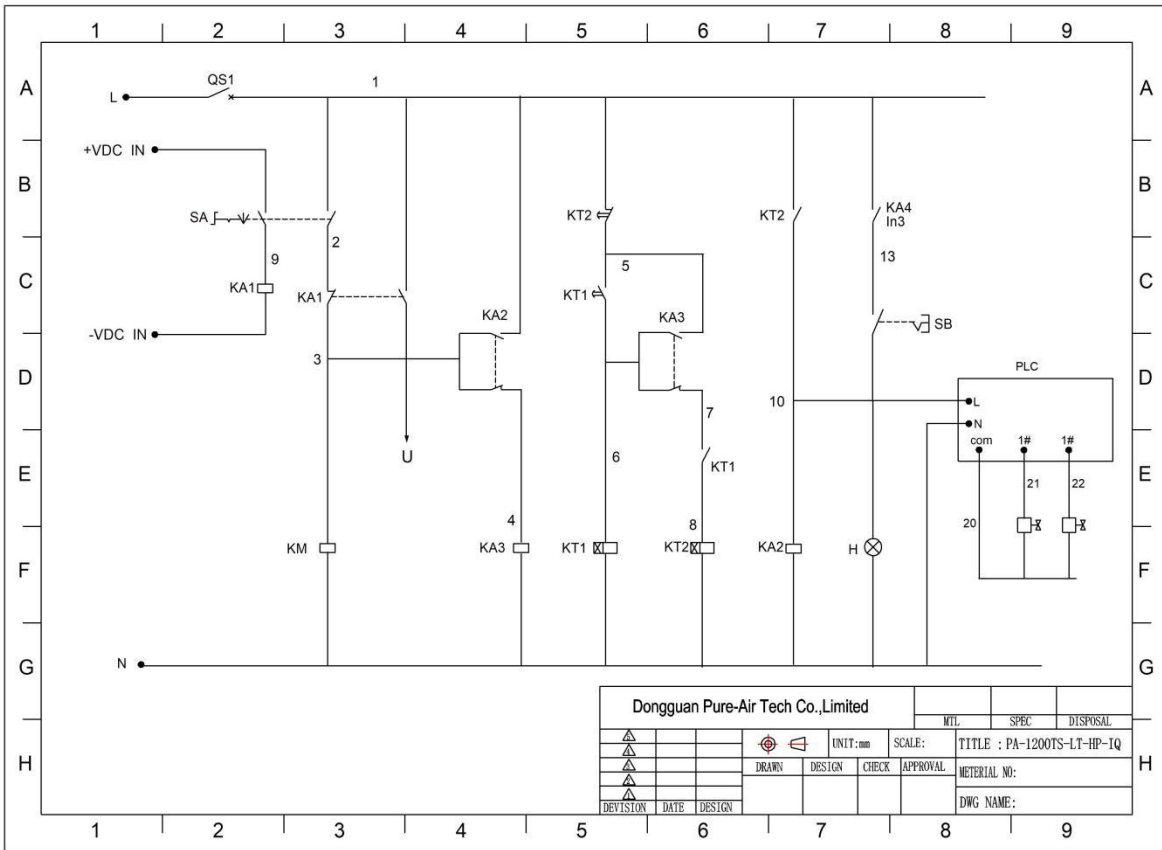 1 2 3 4 5 6 7 8 9
A A
QS1 1
L
+VDC IN
B B
SA KT2 KT2 KA4
In3
2
9 5 13
C C
KA1 KA1 KT1 KA3
KA2 SB
-VDC IN
3
D D
PLC
10 L
7
N
U 6 KT1 com 1# 1#
E E
21 22
4 8 20
KM KA3 KT1 KT2 KA2 H
F F
N
G G
Dongguan Pure-Air Tech Co.,Limited
MTL SPEC DISPOSAL
UNIT:mm SCALE: TITLE : PA-1200TS-LT-HP-IQ
H H
DRAWN DESIGN CHECK APPROVAL METERIAL NO:
DEVISION DATE DESIGN DWG NAME:
1 2 3 4 5 6 7 8 9